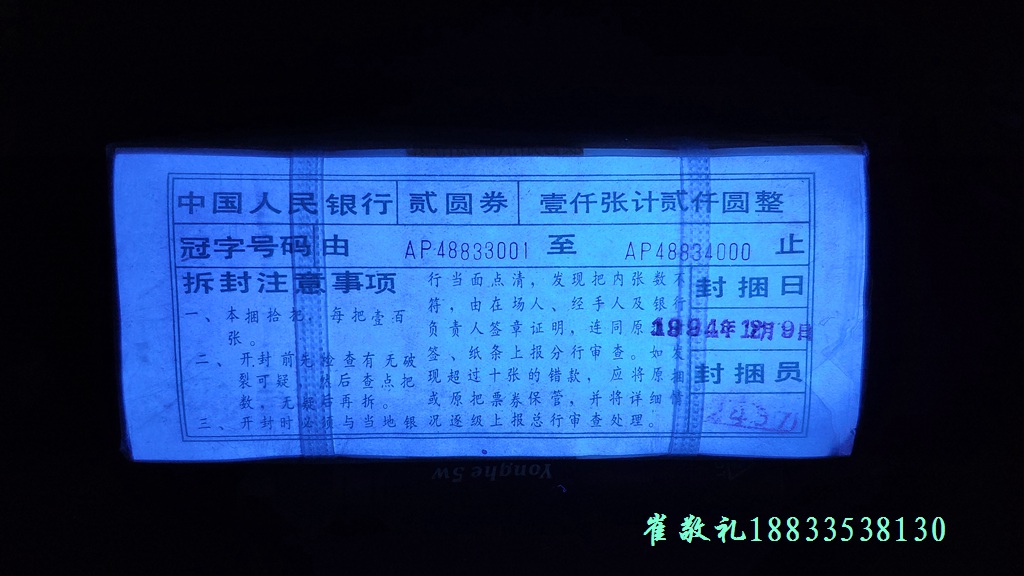 中国人民银行 贰圆券 壹仟张计贰仟圆整
冠字号码由 AP48833001 至 AP48834000 止
拆封注意事项
一、本捆拾把，每把壹百
张。
二、开封前先检查有无破
裂可疑，然后查点把
数，无疑后再拆。
三、开封时必须与当地银
行当面点清，发现把内张数不
符，由在场人、经手人及银行
负责人签章证明，连同原
签、纸条上报分行审查。如发
现超过十张的错款，应将原捆
或原把票券保管，并将详细情
况逐级上报总行审查处理。
封捆日
1994年12月9日
封捆员
Yonghe 5w
崔敬礼18833538130